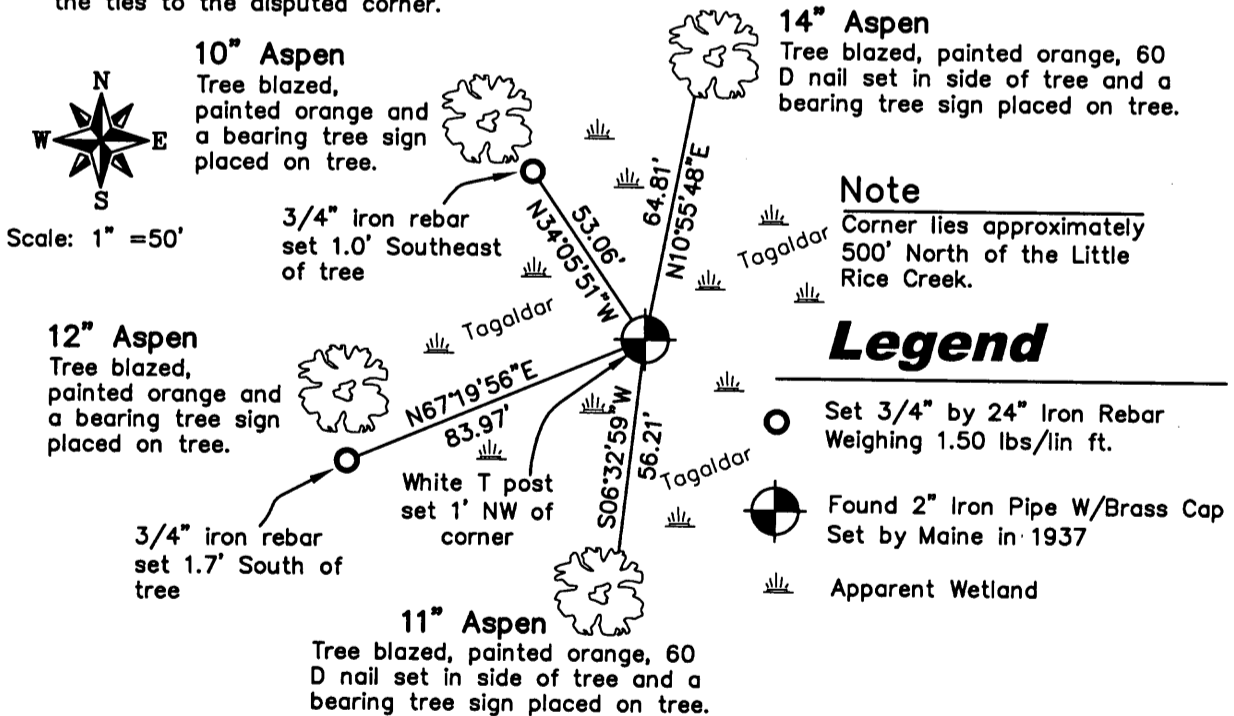 the ties to the disputed corner.
10" Aspen
Tree blazed,
painted orange and
a bearing tree sign
placed on tree.
14" Aspen
Tree blazed, painted orange, 60
D nail set in side of tree and a
bearing tree sign placed on tree.
N
W
E
S
Scale: 1" =50'
3/4" iron rebar
set 1.0' Southeast
of tree
53.06'
N34°05'51"W
64.81'
N10°55'48"E
Note
Corner lies approximately
500' North of the Little
Rice Creek.
Tagaldar
Tagaldar
12" Aspen
Tree blazed,
painted orange and
a bearing tree sign
placed on tree.
N67°19'56"E
83.97'
White T post
set 1' NW of
corner
S06°32'59"W
56.21'
Tagaldar
3/4" iron rebar
set 1.7' South of
tree
11" Aspen
Tree blazed, painted orange, 60
D nail set in side of tree and a
bearing tree sign placed on tree.
Legend
Set 3/4" by 24" Iron Rebar
Weighing 1.50 lbs/lin ft.
Found 2" Iron Pipe W/Brass Cap
Set by Maine in 1937
Apparent Wetland